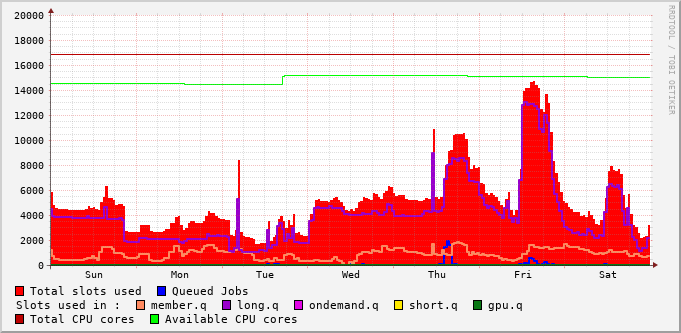 20000
18000
16000
14000
12000
10000
8000
6000
4000
2000
0
Sun Mon Tue Wed Thu Fri Sat
RRDTOOL / TOBI OETIKER
Total slots used Queued Jobs
Slots used in : member.q long.q ondemand.q short.q gpu.q
Total CPU cores Available CPU cores